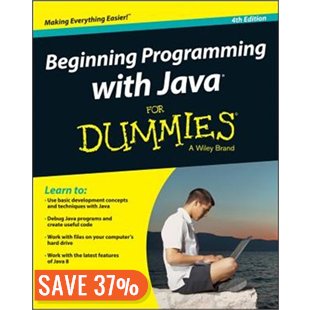 Making Everything Easier!™
4th Edition
Beginning Programming
with Java®
FOR
DUMMIES®
A Wiley Brand
Learn to:
• Use basic development concepts
and techniques with Java
• Debug Java programs and
create useful code
• Work with files on your computer's
hard drive
• Work with the latest features
of Java 8
SAVE 37%